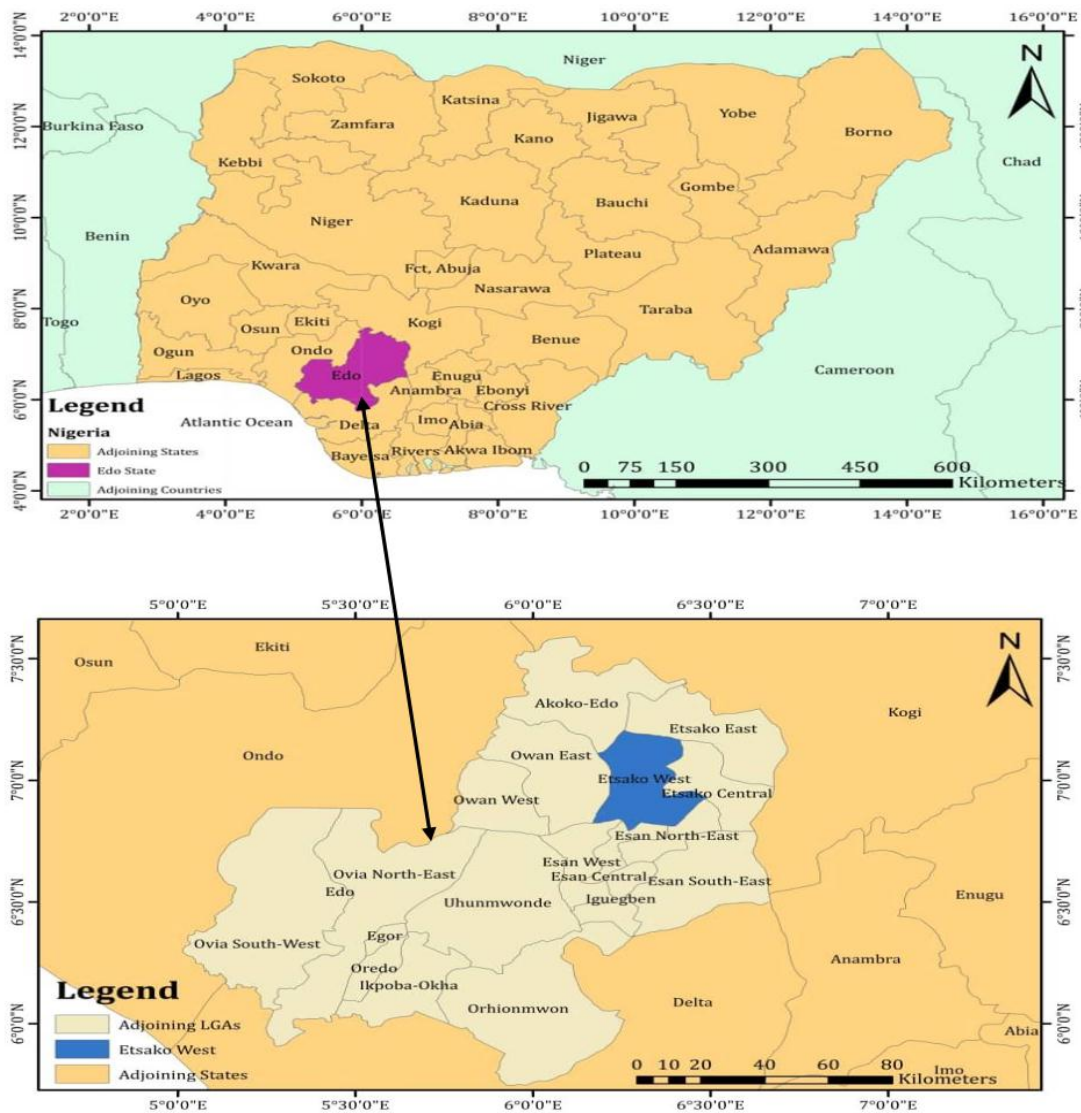 2°0'0"E 4°0'0"E 6°0'0"E 8°0'0"E 10°0'0"E 12°0'0"E 14°0'0"E 16°0'0"E
14°0'0"N
12°0'0"N
10°0'0"N
8°0'0"N
6°0'0"N
4°0'0"N
N
Niger
Sokoto
Katsina
Jigawa
Yobe
Zamfara
Kano
Borno
Burkina Faso
Chad
Kebbi
Gombe
Kaduna
Bauchi
Niger
Benin
Adamawa
Plateau
Kwara
Fct, Abuja
Nasarawa
Oyo
Taraba
Togo
Osun
Ekiti
Kogi
Benue
Ogun
Ondo
Lagos
Edo
Enugu
Cameroon
Anambra
Ebonyi
Cross River
Atlantic Ocean
Delta
Imo
Abia
Bayelsa
Rivers
Akwa Ibom
Legend
Nigeria
Adjoining States
Edo State
Adjoining Countries
0 75 150 300 450 600
Kilometers
2°0'0"E 4°0'0"E 6°0'0"E 8°0'0"E 10°0'0"E 12°0'0"E 14°0'0"E 16°0'0"E
5°0'0"E 5°30'0"E 6°0'0"E 6°30'0"E 7°0'0"E
7°30'0"N
7°0'0"N
6°30'0"N
6°0'0"N
7°30'0"N
7°0'0"N
6°30'0"N
6°0'0"N
N
Osun
Ekiti
Akoko-Edo
Kogi
Etsako East
Ondo
Owan East
Etsako West
Etsako Central
Owan West
Esan North-East
Esan West
Ovia North-East
Esan Central
Esan South-East
Edo
Iguegben
Uhunmwonde
Enugu
Egor
Ovia South-West
Anambra
Oredo
Ikpoba-Okha
Orhionmwon
Delta
Abia
Imo
Legend
Adjoining LGAs
Etsako West
Adjoining States
0 10 20 40 60 80
Kilometers
5°0'0"E 5°30'0"E 6°0'0"E 6°30'0"E 7°0'0"E